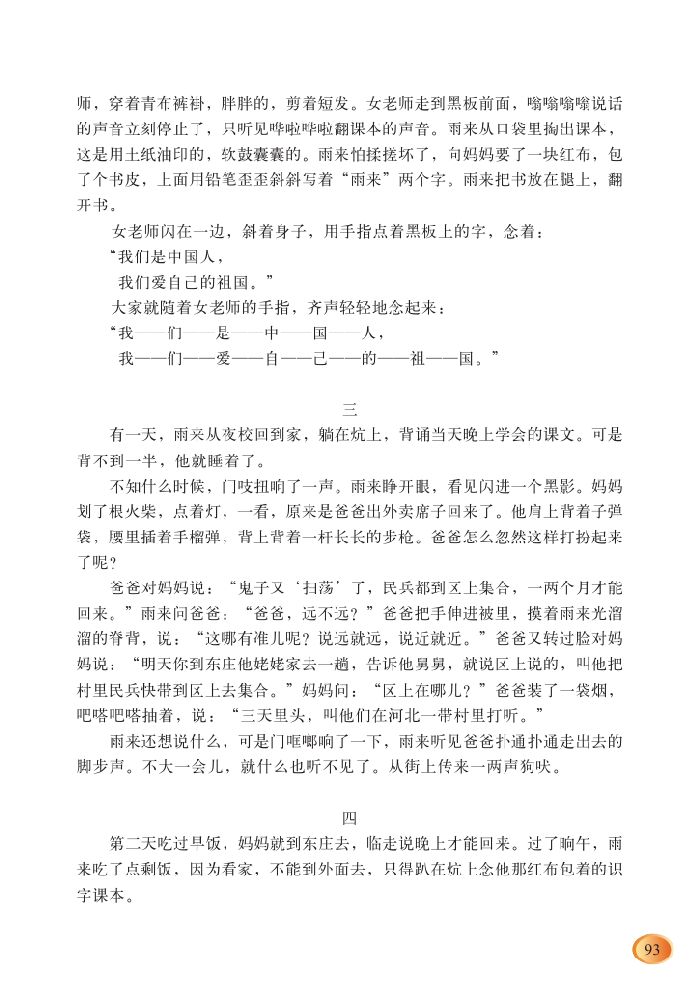 师，穿着青布裤褂，胖胖的，剪着短发。女老师走到黑板前面，嗡嗡嗡嗡说话
的声音立刻停止了，只听见哗啦哗啦翻课本的声音。雨来从口袋里掏出课本，
这是用土纸油印的，软鼓囊囊的。雨来怕揉搓坏了，向妈妈要了一块红布，包
了个书皮，上面用铅笔歪歪斜斜写着“雨来”两个字。雨来把书放在腿上，翻
开书。
女老师闪在一边，斜着身子，用手指点着黑板上的字，念着：
“我们是中国人，
我们爱自己的祖国。”
大家就随着女老师的手指，齐声轻轻地念起来：
“我——们——是——中——国——人，
我——们——爱——自——己——的——祖——国。”
三
有一天，雨来从夜校回到家，躺在炕上，背诵当天晚上学会的课文。可是
背不到一半，他就睡着了。
不知什么时候，门吱扭响了一声。雨来睁开眼，看见闪进一个黑影。妈妈
划了根火柴，点着灯，一看，原来是爸爸出外卖席子回来了。他肩上背着子弹
袋，腰里插着手榴弹，背上背着一杆长长的步枪。爸爸怎么忽然这样打扮起来
了呢？
爸爸对妈妈说：“鬼子又‘扫荡’了，民兵都到区上集合，一两个月才能
回来。”雨来问爸爸：“爸爸，远不远？”爸爸把手伸进被里，摸着雨来光溜
溜的脊背，说：“这哪有准儿呢？说远就远，说近就近。”爸爸又转过脸对妈
妈说：“明天你到东庄他姥姥家去一趟，告诉他舅舅，就说区上说的，叫他把
村里民兵快带到区上去集合。”妈妈问：“区上在哪儿？”爸爸装了一袋烟，
吧嗒吧嗒抽着，说：“三天里头，叫他们在河北一带村里打听。”
雨来还想说什么，可是门哐啷响了一下，雨来听见爸爸扑通扑通走出去的
脚步声。不大一会儿，就什么也听不见了。从街上传来一两声狗吠。
四
第二天吃过早饭，妈妈就到东庄去，临走说晚上才能回来。过了晌午，雨
来吃了点剩饭，因为看家，不能到外面去，只得趴在炕上念他那红布包着的识
字课本。
93